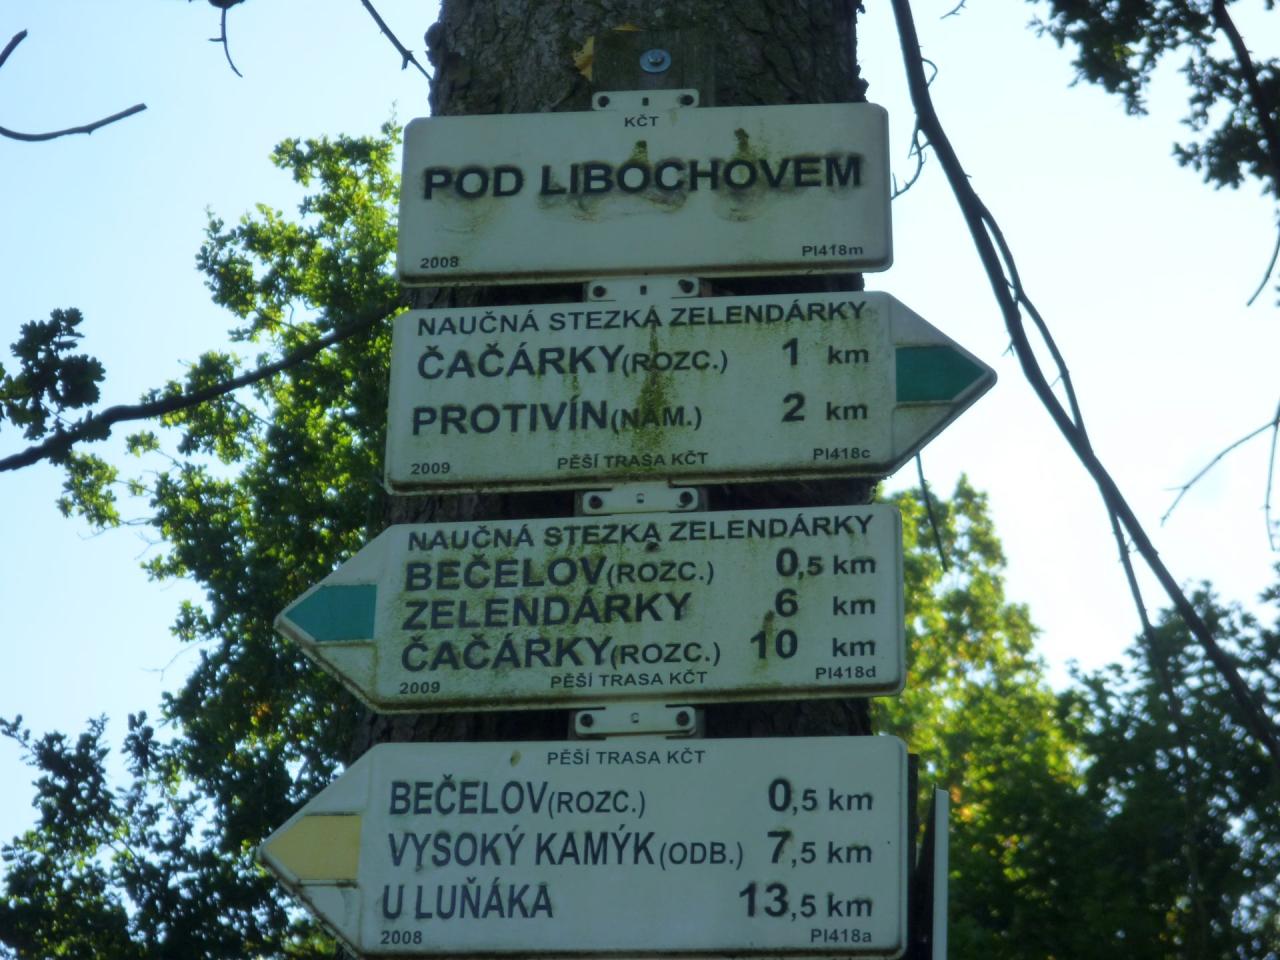 KČT
POD LIBOCHOVEM
2008 PI418m
NAUČNÁ STEZKA ZELENDÁRKY
ČAČÁRKY(ROZC.) 1 km
PROTIVÍN(NÁM.) 2 km
2009 PĚŠÍ TRASA KČT PI418c
NAUČNÁ STEZKA ZELENDÁRKY
BEČELOV(ROZC.) 0,5 km
ZELENDÁRKY 6 km
ČAČÁRKY(ROZC.) 10 km
2009 PĚŠÍ TRASA KČT PI418d
PĚŠÍ TRASA KČT
BEČELOV(ROZC.) 0,5 km
VYSOKÝ KAMÝK(ODB.) 7,5 km
U LUŇÁKA 13,5 km
2008 PI418a